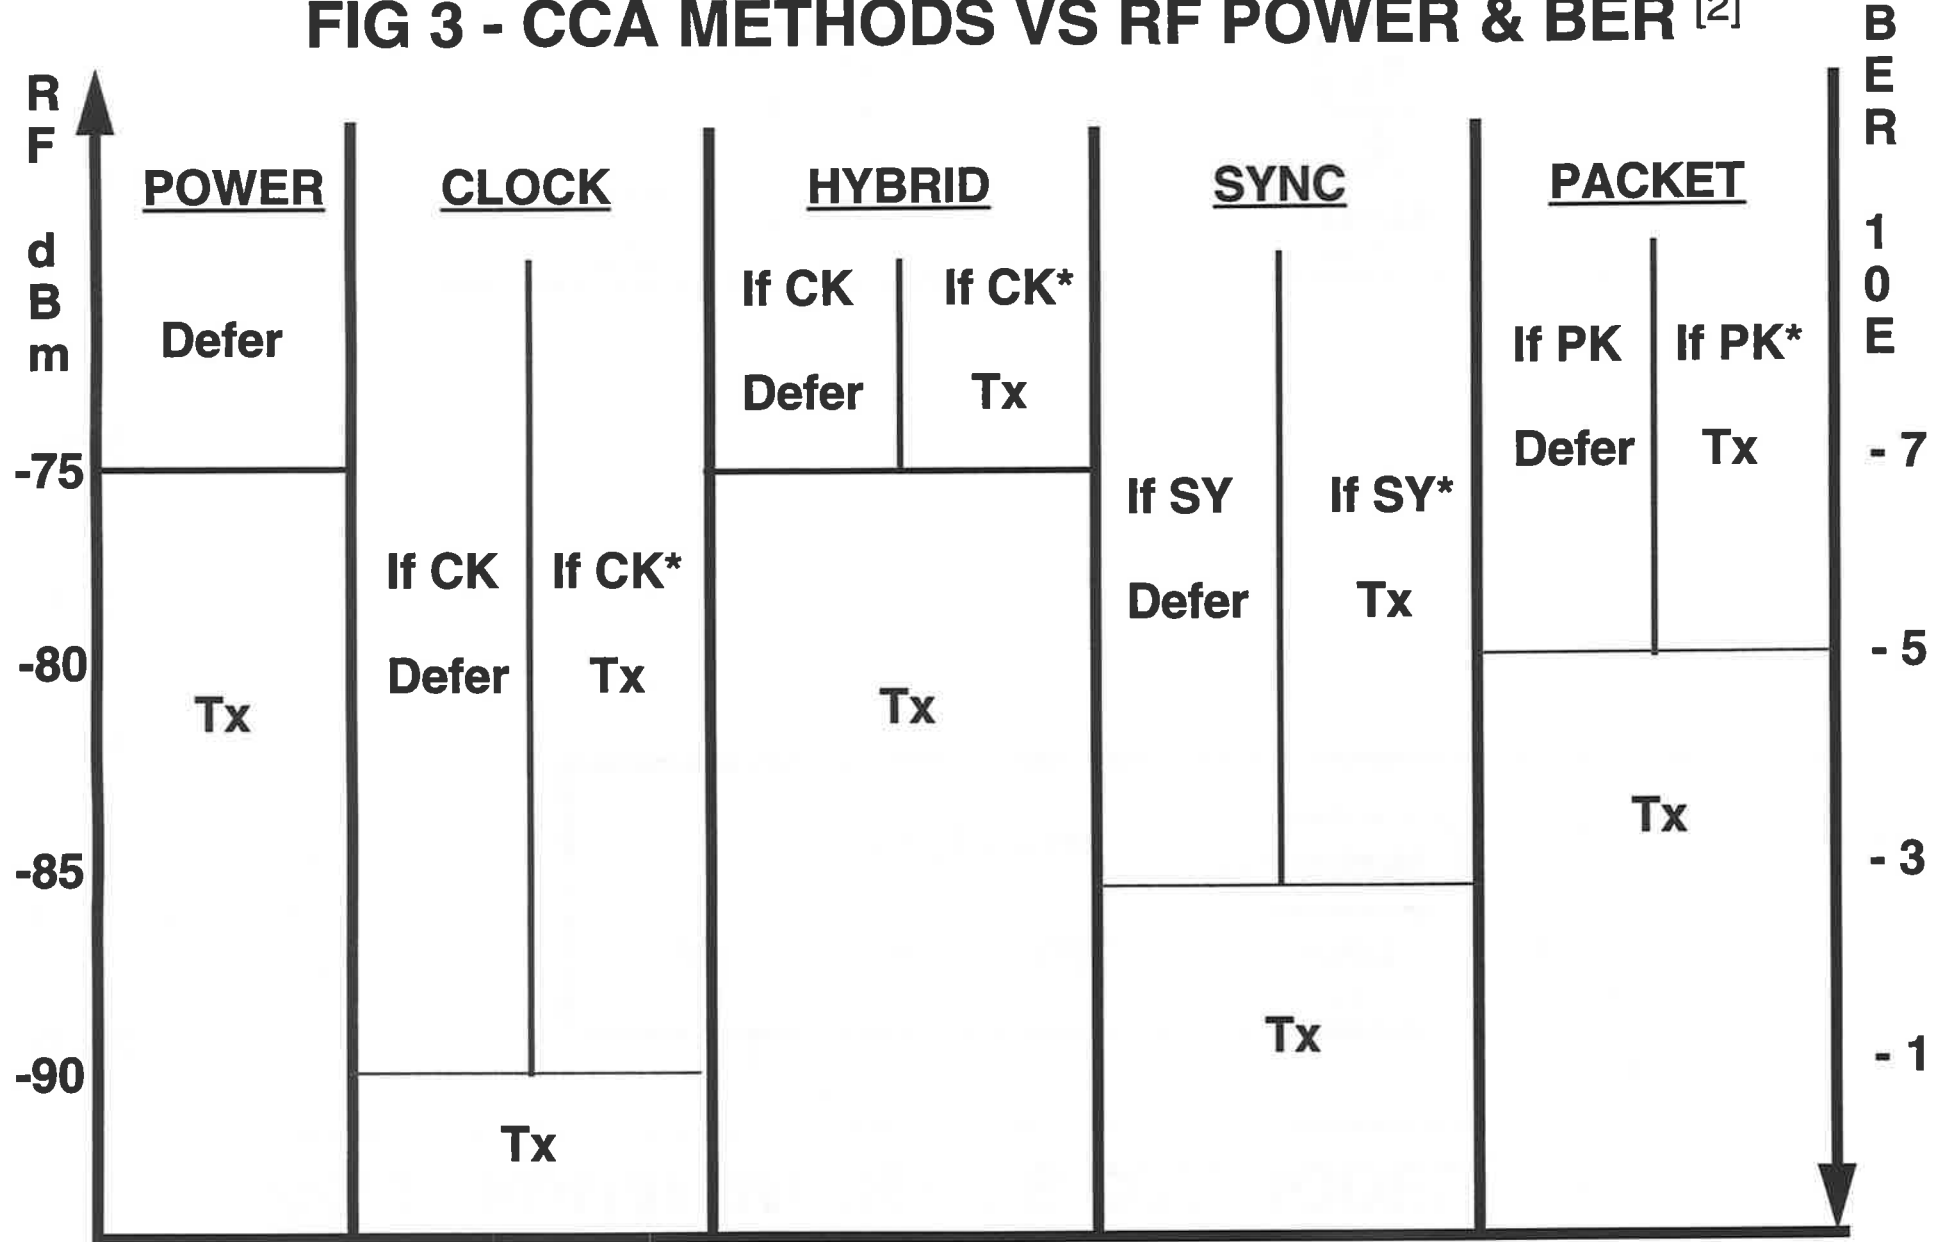 FIG 3 - CCA METHODS VS RF POWER & BER [2]
RF dBm
BER 10E
POWER
CLOCK
HYBRID
SYNC
PACKET
Defer
Tx
If CK
Defer
If CK*
Tx
Tx
If CK
Defer
If CK*
Tx
Tx
If SY
Defer
If SY*
Tx
Tx
If PK
Defer
If PK*
Tx
Tx
-75
-80
-85
-90
- 7
- 5
- 3
- 1